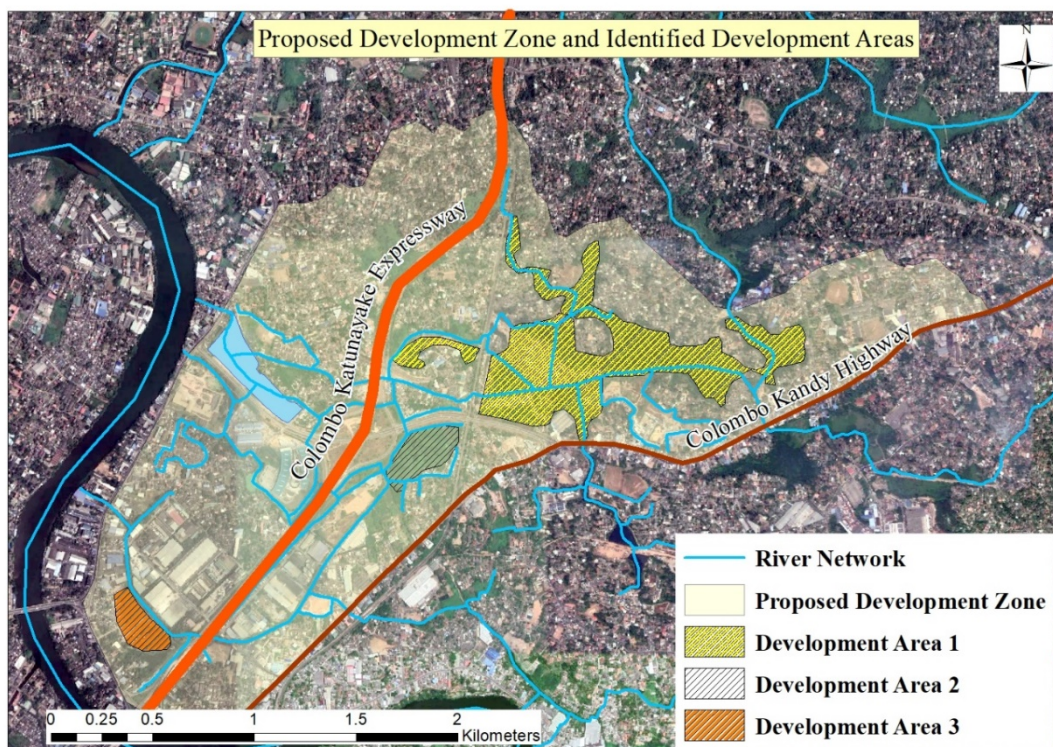 Proposed Development Zone and Identified Development Areas
N
Colombo Katunayake Expressway
Colombo Kandy Highway
River Network
Proposed Development Zone
Development Area 1
Development Area 2
Development Area 3
0 0.25 0.5 1 1.5 2
Kilometers